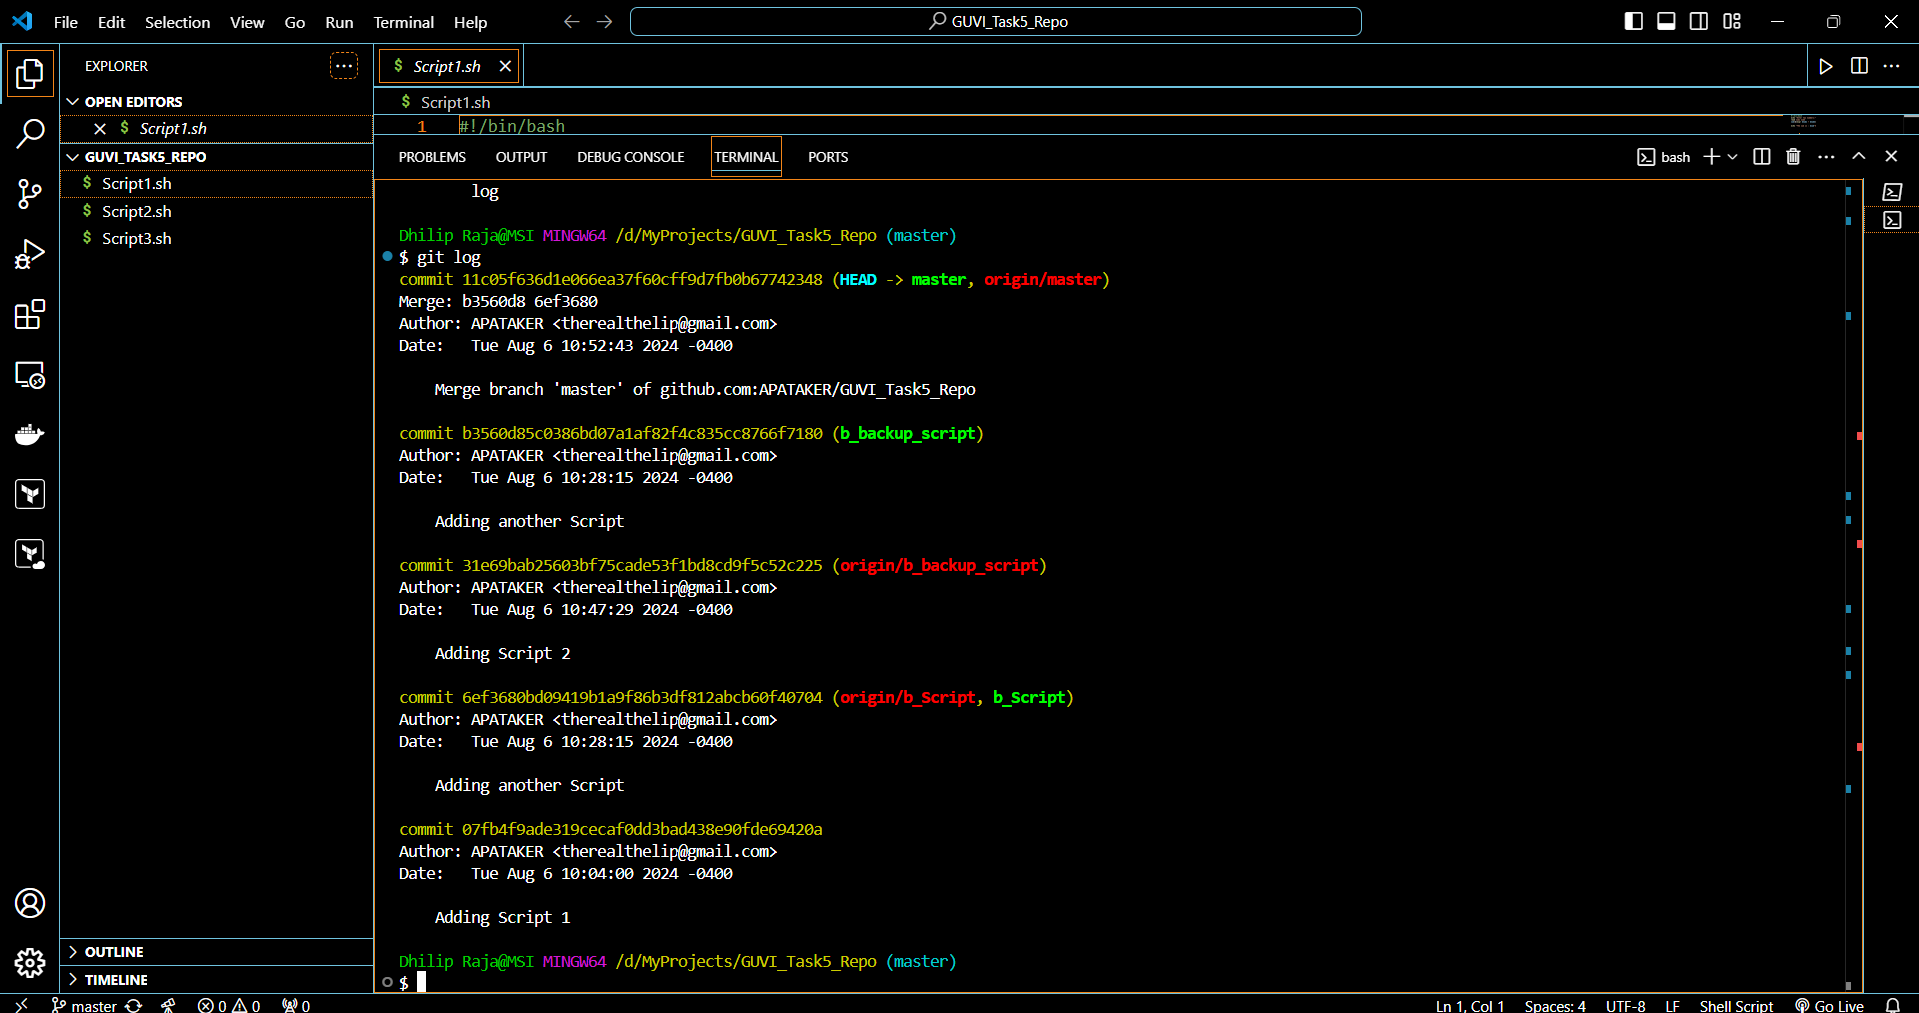 File Edit Selection View Go Run Terminal Help
GUVI_Task5_Repo
EXPLORER
OPEN EDITORS
Script1.sh
GUVI_TASK5_REPO
$ Script1.sh
$ Script2.sh
$ Script3.sh
OUTLINE
TIMELINE
$ Script1.sh
$ Script1.sh
1 #!/bin/bash
PROBLEMS OUTPUT DEBUG CONSOLE TERMINAL PORTS
bash
log
Dhilip Raja@MSI MINGW64 /d/MyProjects/GUVI_Task5_Repo (master)
$ git log
commit 11c05f636d1e066ea37f60cff9d7fb0b67742348 (HEAD -> master, origin/master)
Merge: b3560d8 6ef3680
Author: APATAKER <therealthelip@gmail.com>
Date:   Tue Aug 6 10:52:43 2024 -0400
Merge branch 'master' of github.com:APATAKER/GUVI_Task5_Repo
commit b3560d85c0386bd07a1af82f4c835cc8766f7180 (b_backup_script)
Author: APATAKER <therealthelip@gmail.com>
Date:   Tue Aug 6 10:28:15 2024 -0400
Adding another Script
commit 31e69bab25603bf75cade53f1bd8cd9f5c52c225 (origin/b_backup_script)
Author: APATAKER <therealthelip@gmail.com>
Date:   Tue Aug 6 10:47:29 2024 -0400
Adding Script 2
commit 6ef3680bd09419b1a9f86b3df812abcb60f40704 (origin/b_Script, b_Script)
Author: APATAKER <therealthelip@gmail.com>
Date:   Tue Aug 6 10:28:15 2024 -0400
Adding another Script
commit 07fb4f9ade319cecaf0dd3bad438e90fde69420a
Author: APATAKER <therealthelip@gmail.com>
Date:   Tue Aug 6 10:04:00 2024 -0400
Adding Script 1
Dhilip Raja@MSI MINGW64 /d/MyProjects/GUVI_Task5_Repo (master)
$
master 0 0 0 Ln 1, Col 1 Spaces: 4 UTF-8 LF Shell Script Go Live